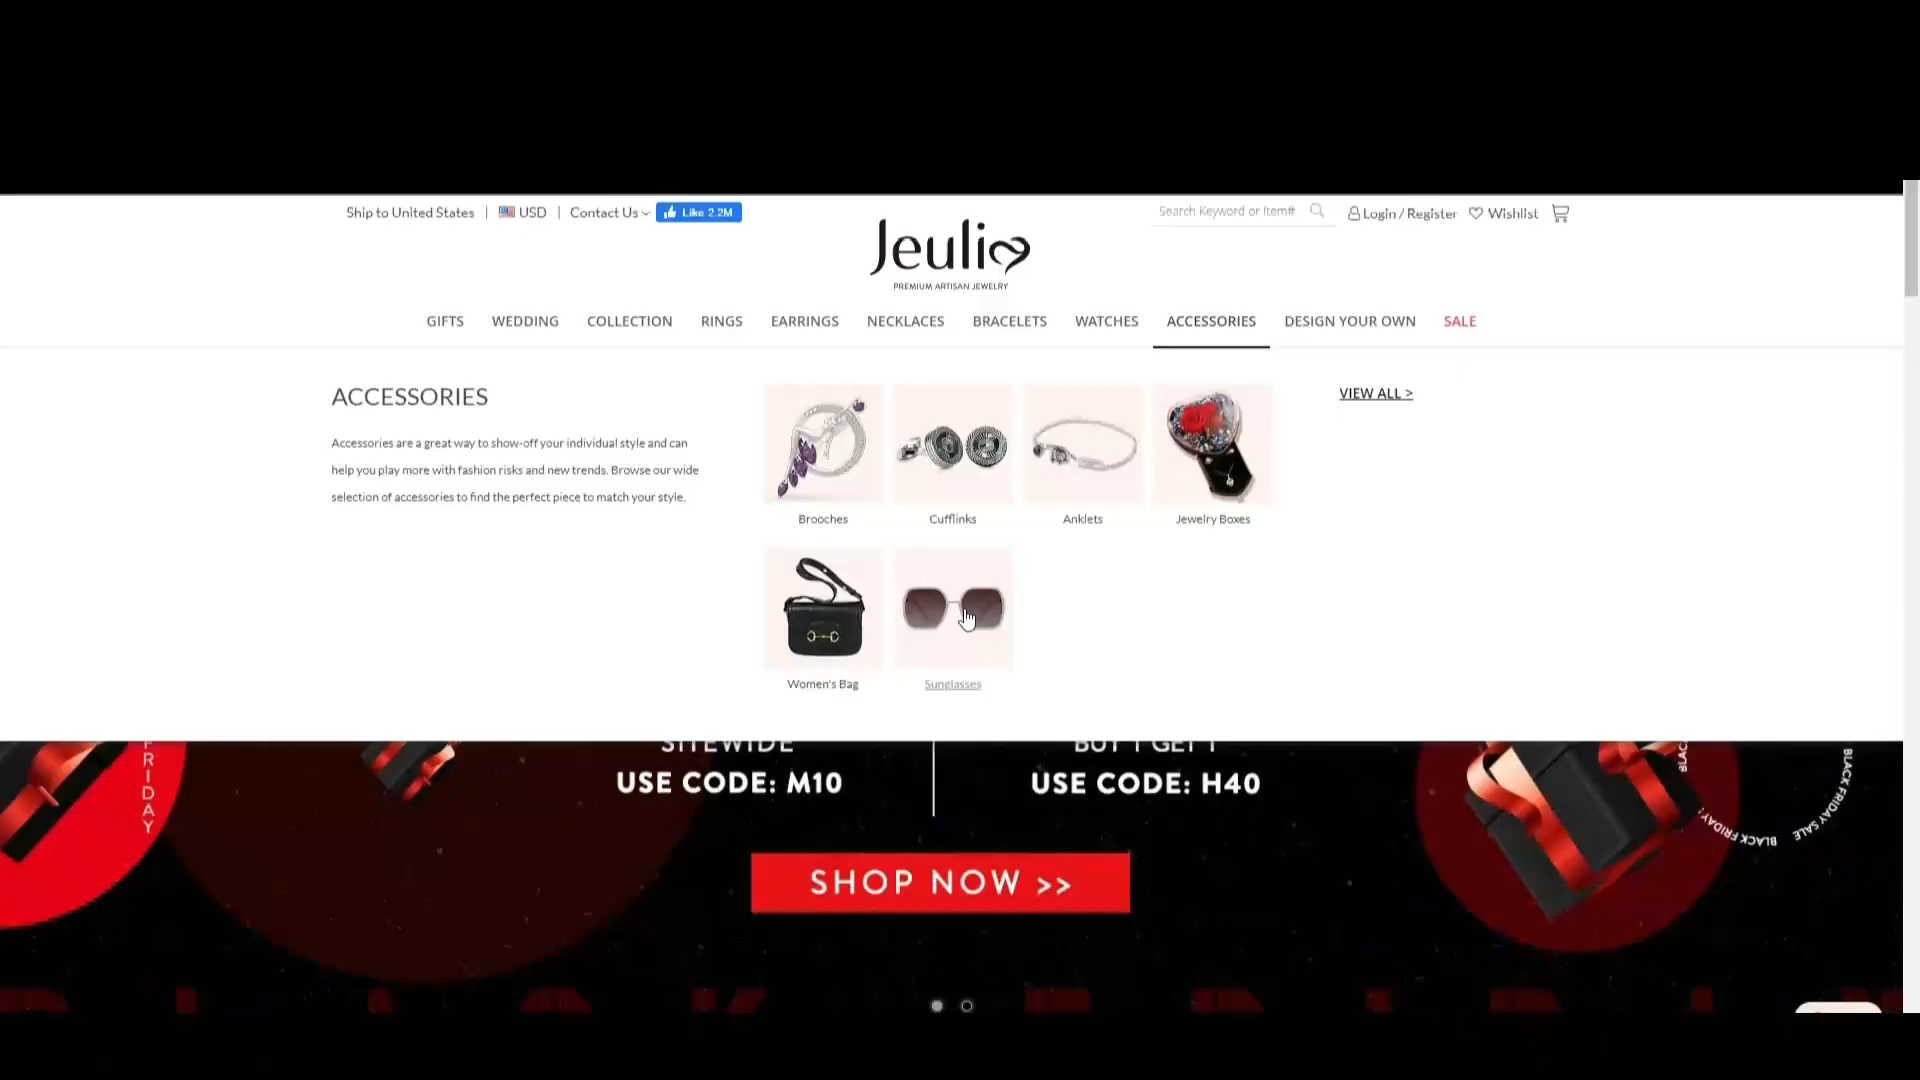 Ship to United States | USD | Contact Us Like 2.2M
Search Keyword or Item# Login / Register Wishlist
Jeulia
PREMIUM ARTISAN JEWELRY
GIFTS WEDDING COLLECTION RINGS EARRINGS NECKLACES BRACELETS WATCHES ACCESSORIES DESIGN YOUR OWN SALE
ACCESSORIES
Accessories are a great way to show-off your individual style and can
help you play more with fashion risks and new trends. Browse our wide
selection of accessories to find the perfect piece to match your style.
VIEW ALL >
Brooches Cufflinks Anklets Jewelry Boxes
Women's Bag Sunglasses
FRIDAY
SITEWIDE
USE CODE: M10
BUY 1 GET 1
USE CODE: H40
BLACK FRIDAY SALE
BLACK FRIDAY
SHOP NOW >>